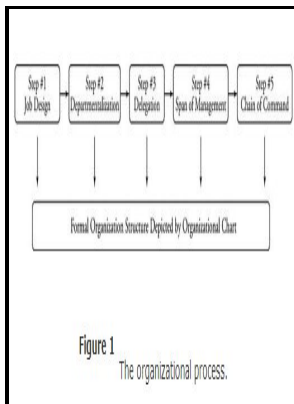 Step #1
Job Design
Step #2
Departmentalization
Step #3
Delegation
Step #4
Span of Management
Step #5
Chain of Command
Formal Organization Structure Depicted by Organizational Chart
Figure 1
The organizational process.